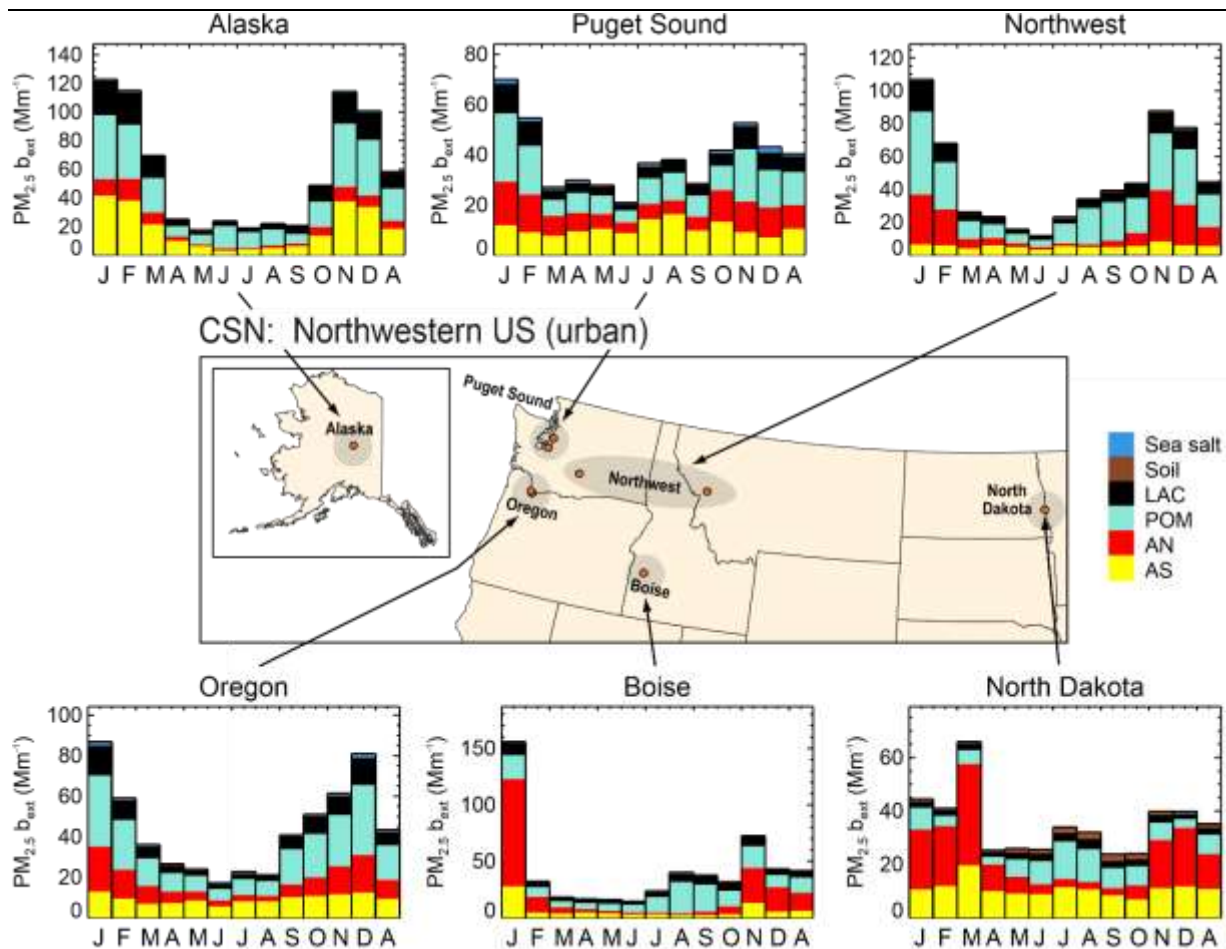 Alaska
Puget Sound
Northwest
PM2.5 bext (Mm-1)
140
120
100
80
60
40
20
0
J F M A M J J A S O N D A
PM2.5 bext (Mm-1)
80
60
40
20
0
J F M A M J J A S O N D A
PM2.5 bext (Mm-1)
120
100
80
60
40
20
0
J F M A M J J A S O N D A
CSN: Northwestern US (urban)
Alaska
Puget Sound
Northwest
Oregon
Boise
North
Dakota
Sea salt
Soil
LAC
POM
AN
AS
Oregon
Boise
North Dakota
PM2.5 bext (Mm-1)
100
80
60
40
20
0
J F M A M J J A S O N D A
PM2.5 bext (Mm-1)
150
100
50
0
J F M A M J J A S O N D A
PM2.5 bext (Mm-1)
60
40
20
0
J F M A M J J A S O N D A